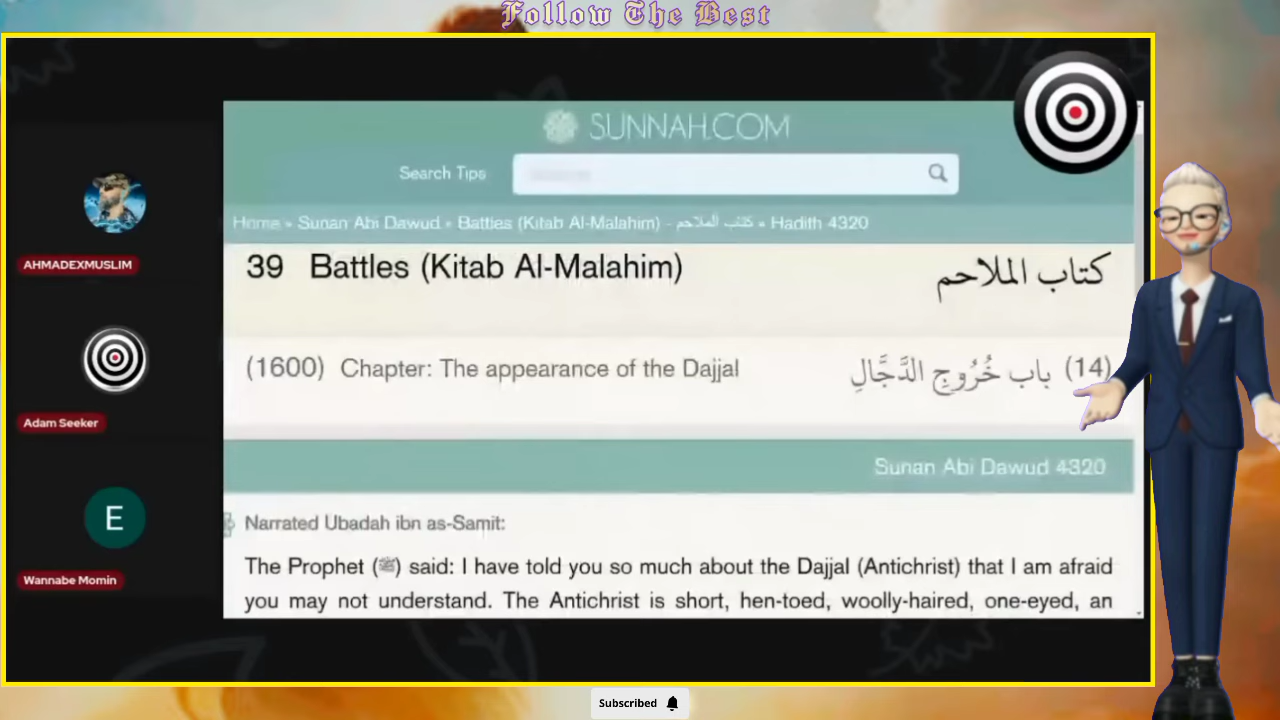 Follow The Best
SUNNAH.COM
Search Tips
Home » Sunan Abi Dawud » Battles (Kitab Al-Malahim) - كتاب الملاحم » Hadith 4320
39 Battles (Kitab Al-Malahim) كتاب الملاحم
(1600) Chapter: The appearance of the Dajjal (14) باب خُرُوجِ الدَّجَّالِ
Sunan Abi Dawud 4320
Narrated Ubadah ibn as-Samit:
The Prophet (ﷺ) said: I have told you so much about the Dajjal (Antichrist) that I am afraid
you may not understand. The Antichrist is short, hen-toed, woolly-haired, one-eyed, an
AHMADEXMUSLIM
Adam Seeker
E
Wannabe Momin
Subscribed